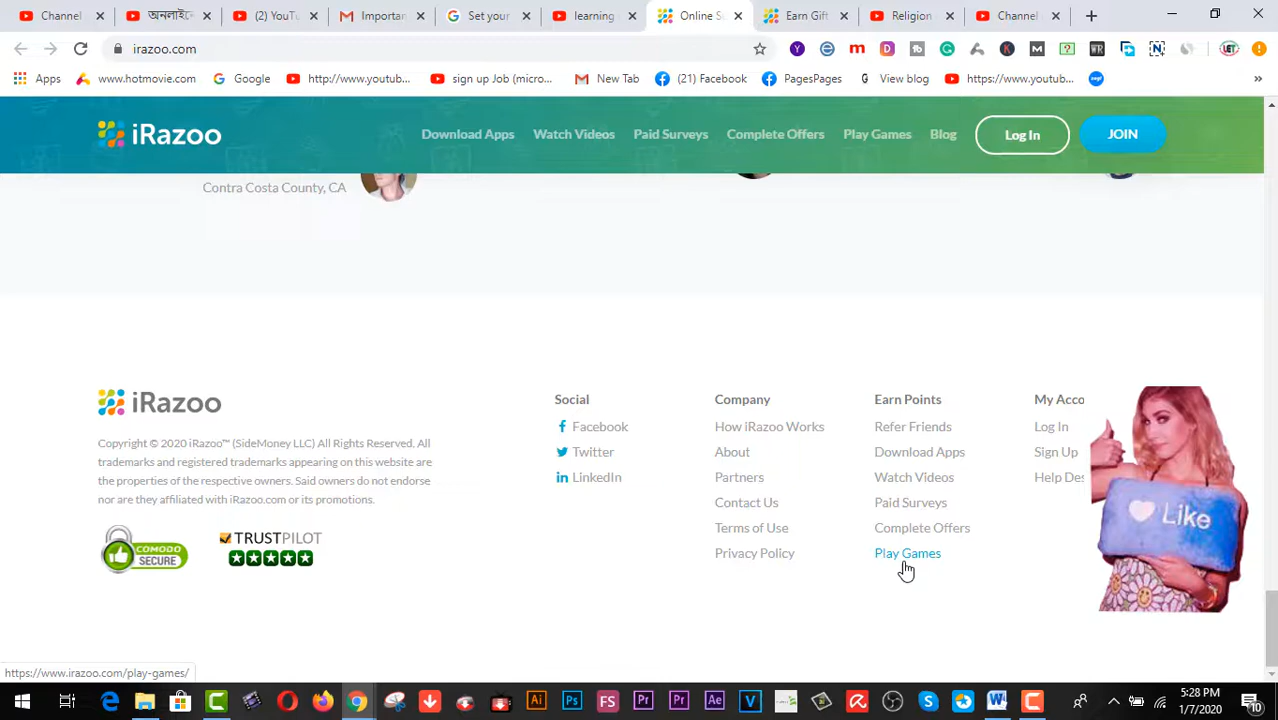 Channel
অনলাইনে
(2) YouTu
Important
Set your
learning
Online Su
Earn Gift
Religion
Channel
irazoo.com
Apps
www.hotmovie.com
Google
http://www.youtub...
sign up Job (micro...
New Tab
(21) Facebook
PagesPages
View blog
https://www.youtub...
iRazoo
Download Apps
Watch Videos
Paid Surveys
Complete Offers
Play Games
Blog
Log In
JOIN
Contra Costa County, CA
iRazoo
Copyright © 2020 iRazoo™ (SideMoney LLC) All Rights Reserved. All
trademarks and registered trademarks appearing on this website are
the properties of the respective owners. Said owners do not endorse
nor are they affiliated with iRazoo.com or its promotions.
COMODO
SECURE
TRUSTPILOT
Social
Facebook
Twitter
LinkedIn
Company
How iRazoo Works
About
Partners
Contact Us
Terms of Use
Privacy Policy
Earn Points
Refer Friends
Download Apps
Watch Videos
Paid Surveys
Complete Offers
Play Games
My Acco
Log In
Sign Up
Help Des
Like
https://www.irazoo.com/play-games/
5:28 PM
1/7/2020